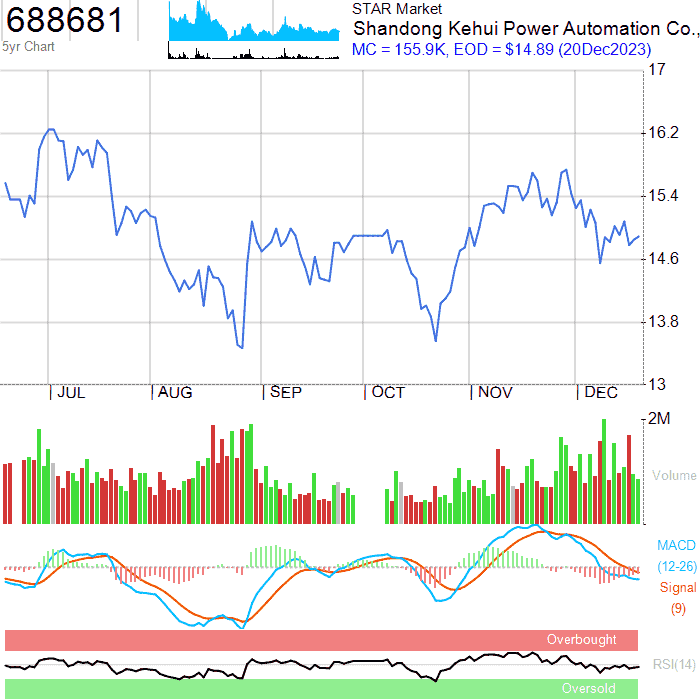 688681
5yr Chart
STAR Market
Shandong Kehui Power Automation Co.,
MC = 155.9K, EOD = $14.89 (20Dec2023)
17
16.2
15.4
14.6
13.8
13
JUL AUG SEP OCT NOV DEC
2M
Volume
MACD
(12-26)
Signal
(9)
Overbought
RSI(14)
Oversold